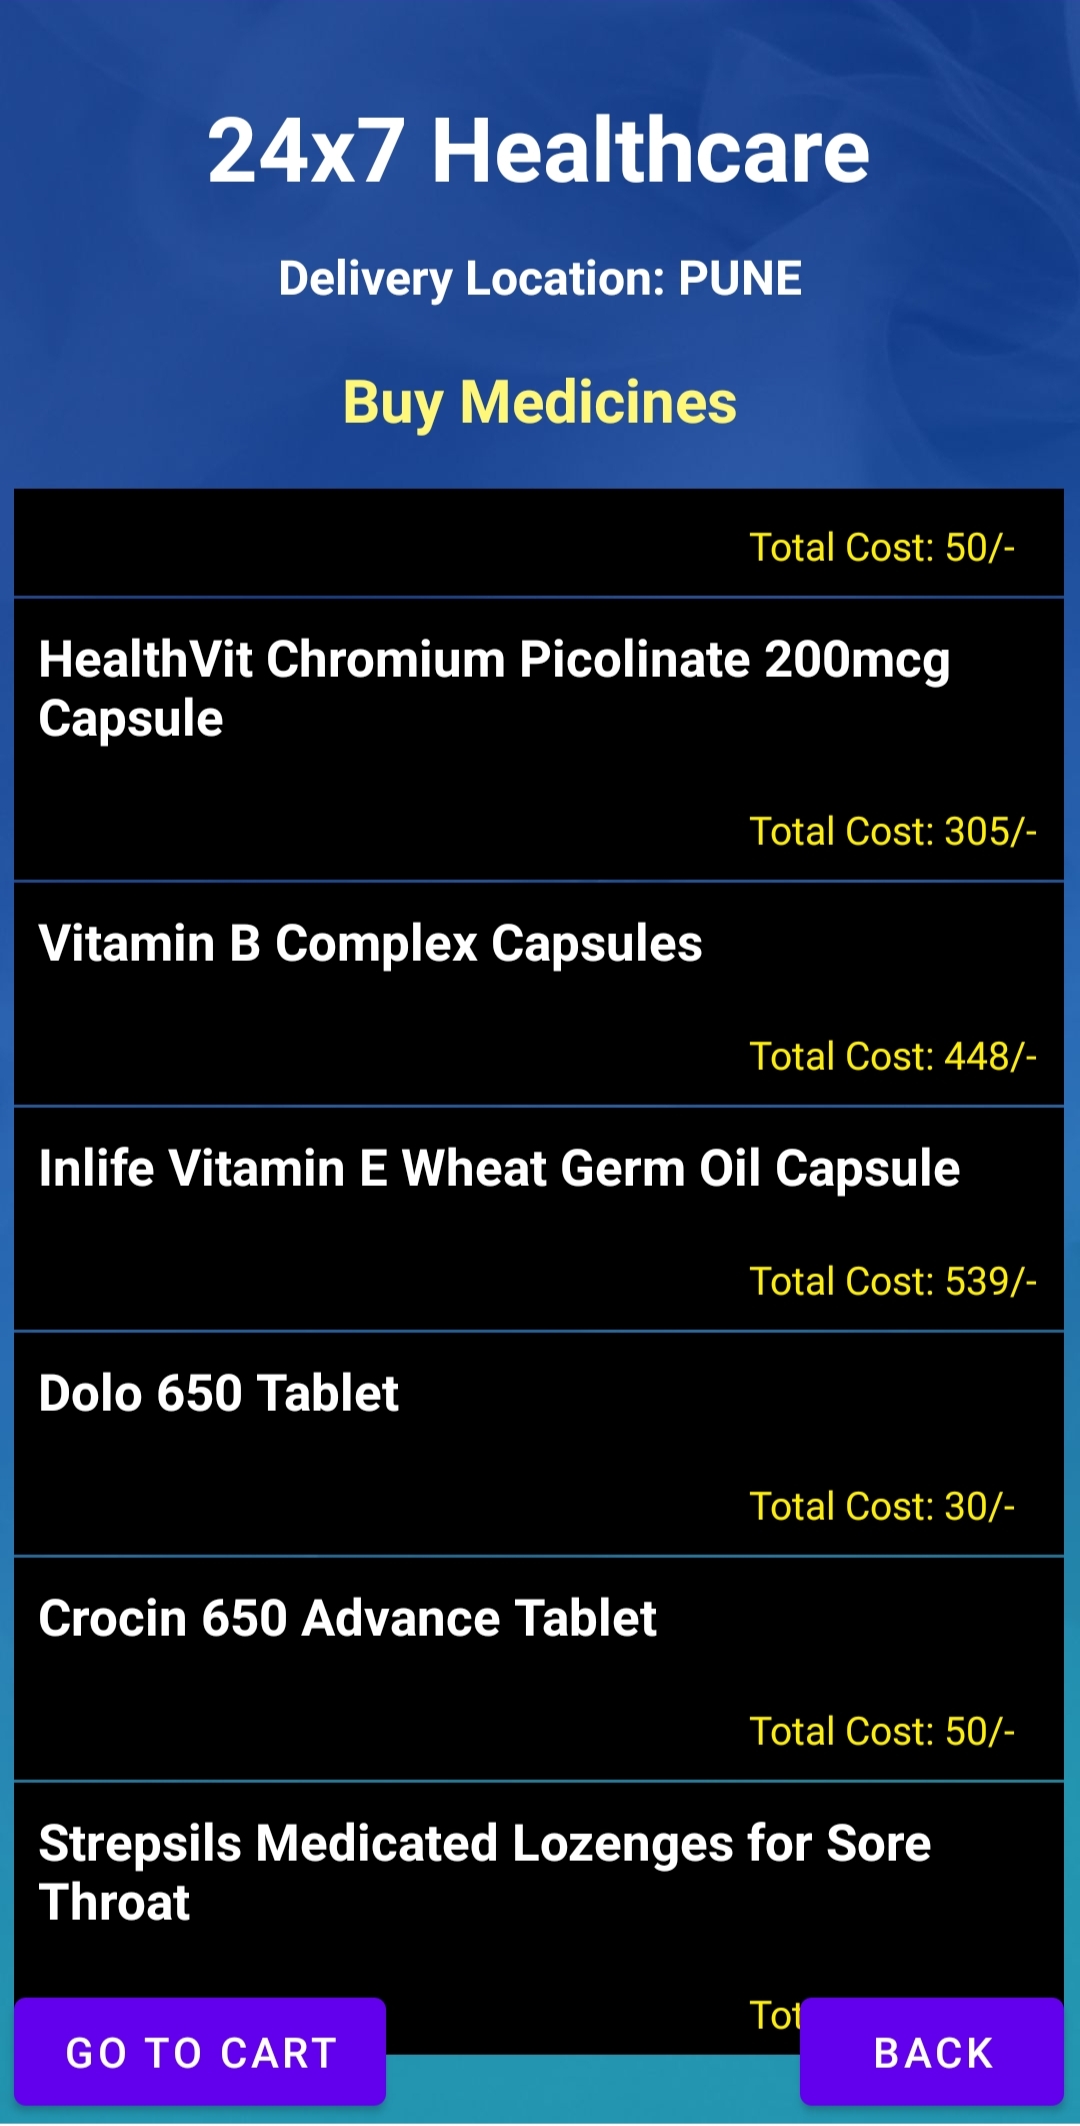 24x7 Healthcare
Delivery Location: PUNE
Buy Medicines
Total Cost: 50/-
HealthVit Chromium Picolinate 200mcg
Capsule
Total Cost: 305/-
Vitamin B Complex Capsules
Total Cost: 448/-
Inlife Vitamin E Wheat Germ Oil Capsule
Total Cost: 539/-
Dolo 650 Tablet
Total Cost: 30/-
Crocin 650 Advance Tablet
Total Cost: 50/-
Strepsils Medicated Lozenges for Sore
Throat
GO TO CART
BACK